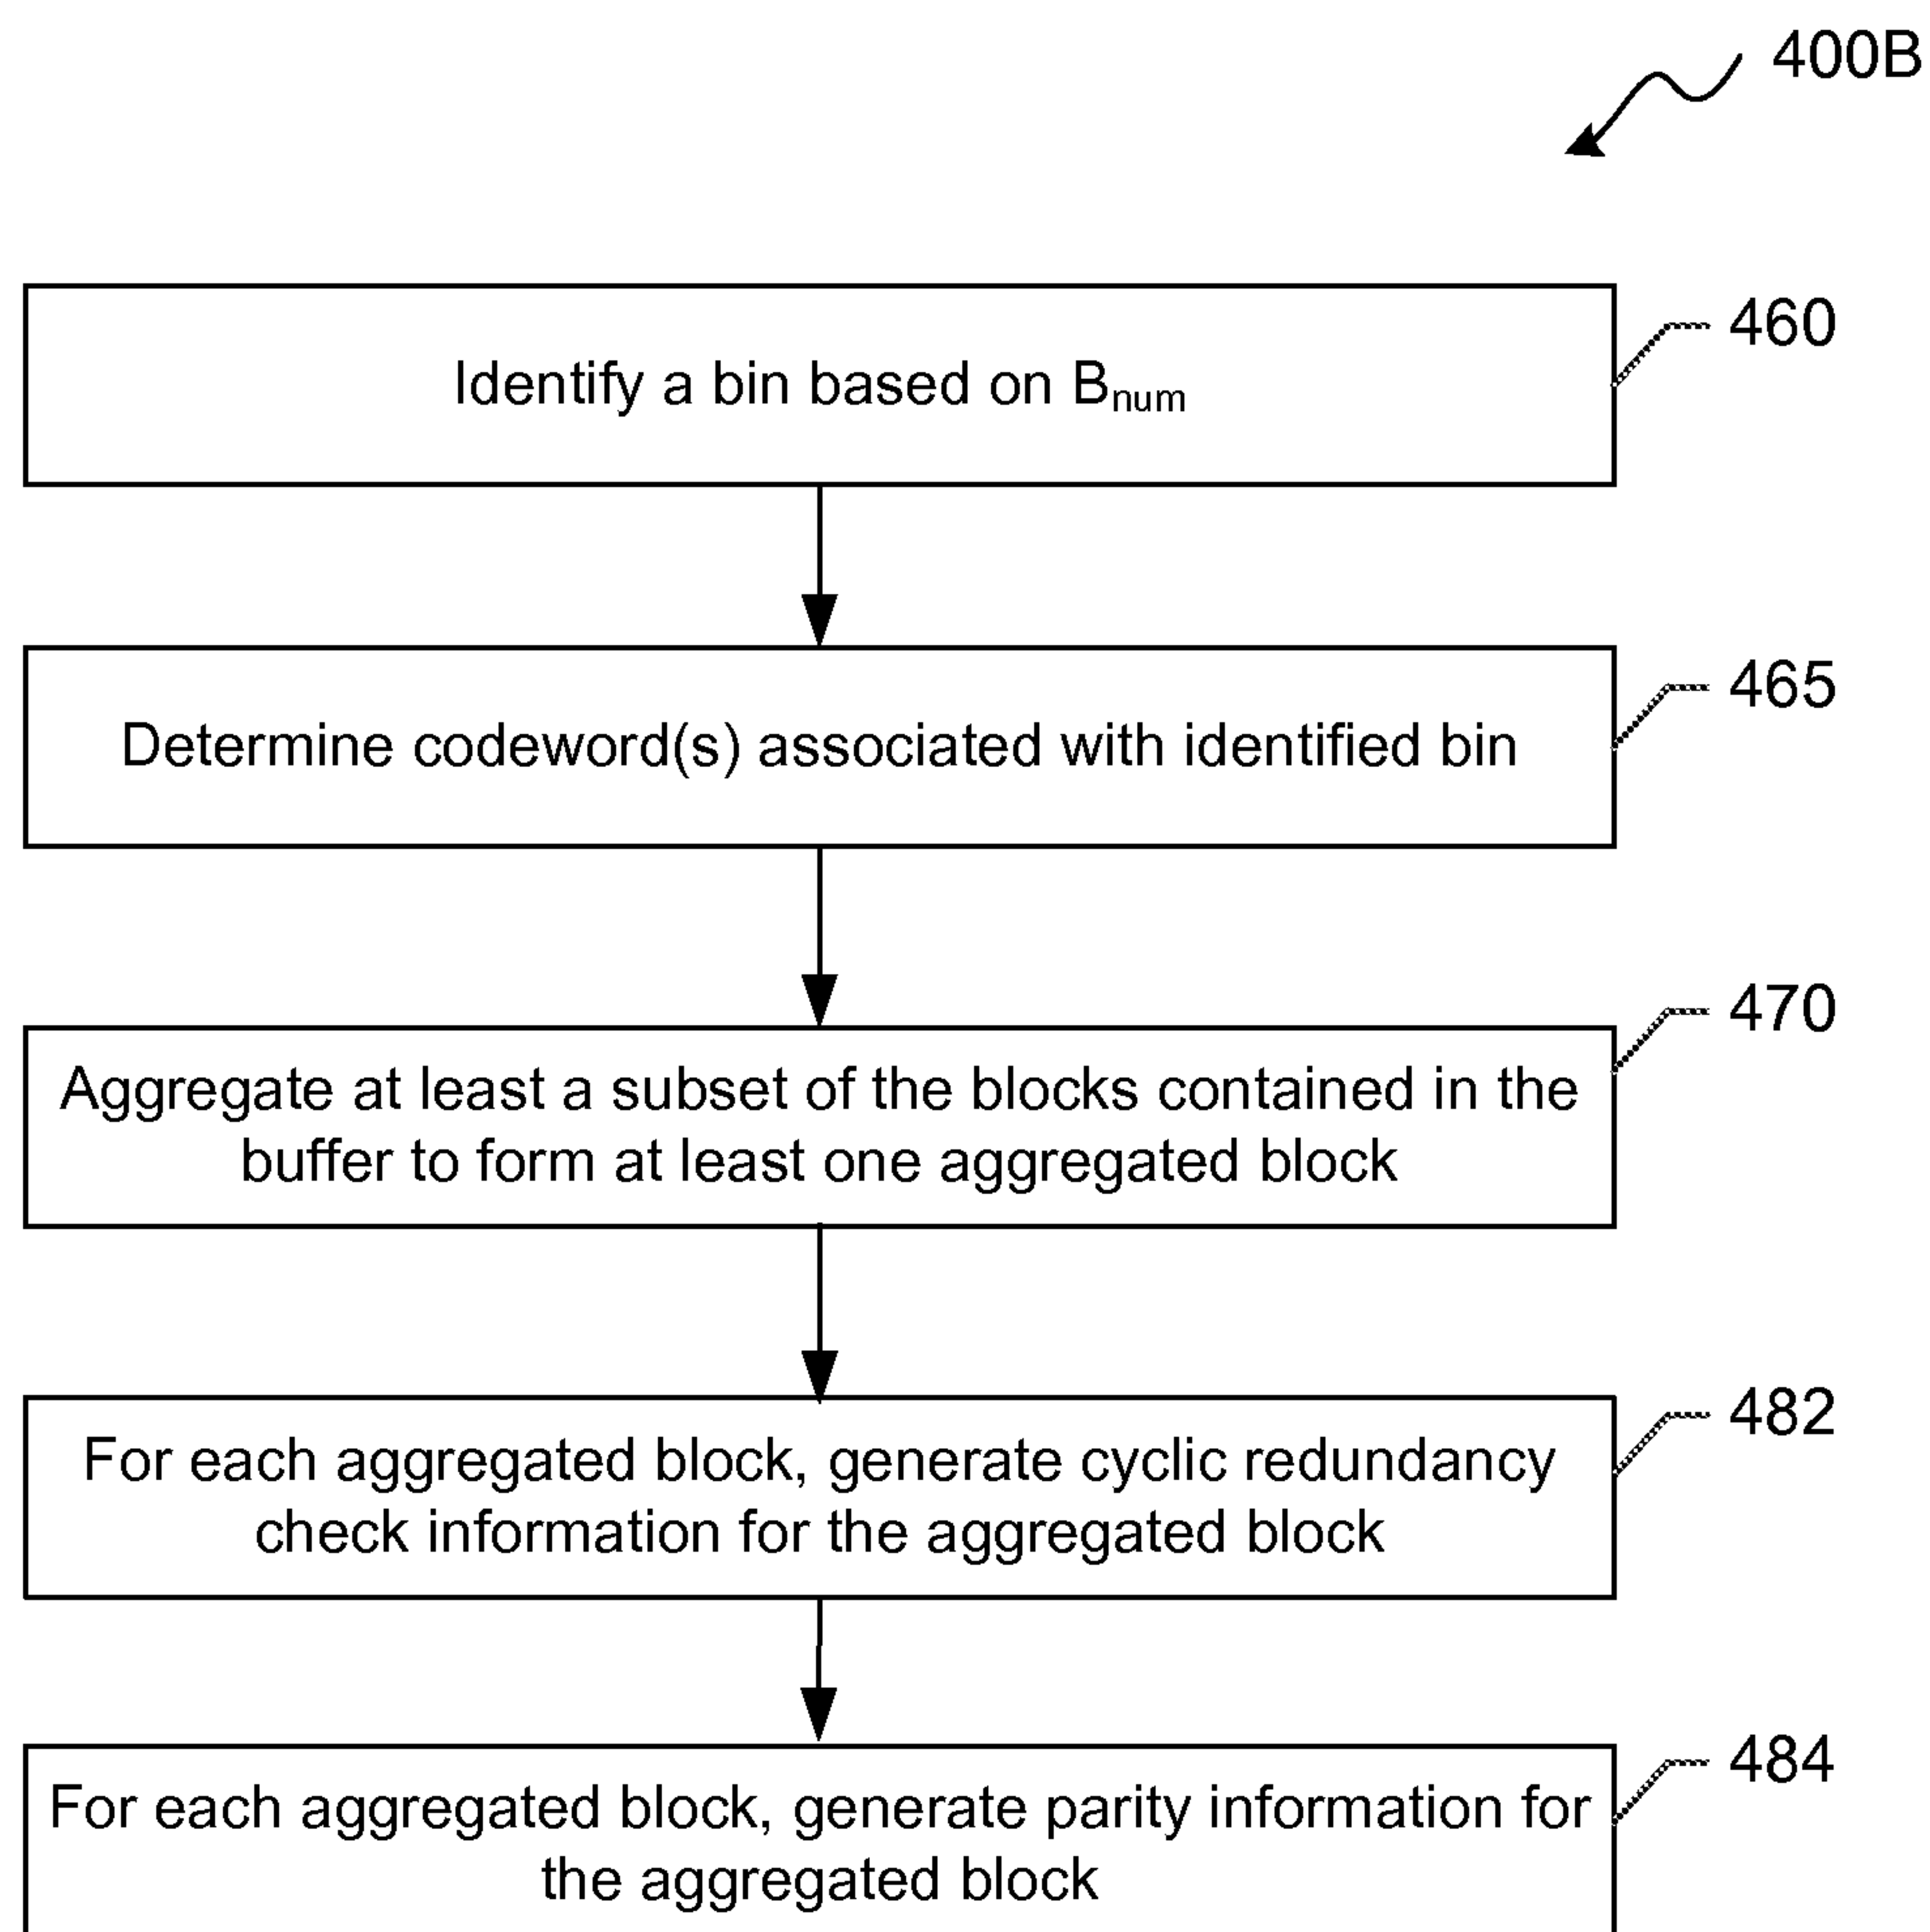 400B
460
Identify a bin based on Bnum
465
Determine codeword(s) associated with identified bin
470
Aggregate at least a subset of the blocks contained in the
buffer to form at least one aggregated block
482
For each aggregated block, generate cyclic redundancy
check information for the aggregated block
484
For each aggregated block, generate parity information for
the aggregated block